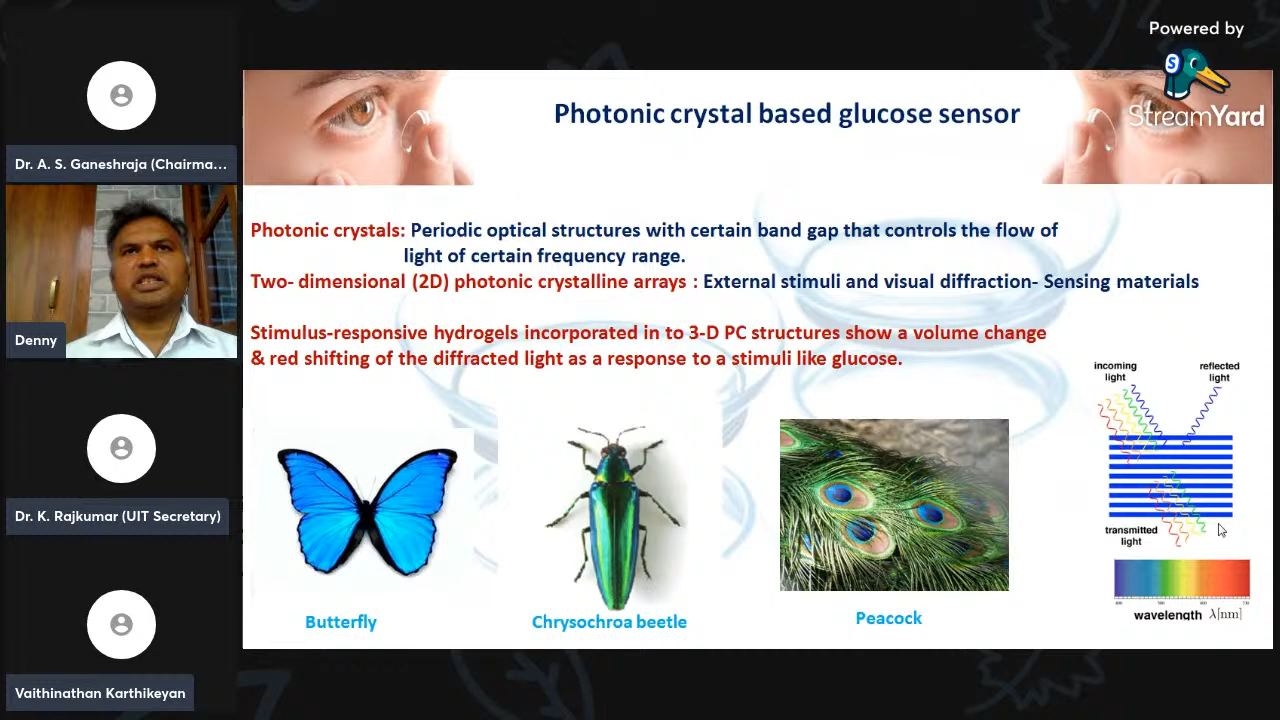 Powered by
StreamYard
Dr. A. S. Ganeshraja (Chairma...
Denny
Dr. K. Rajkumar (UIT Secretary)
Vaithinathan Karthikeyan
Photonic crystal based glucose sensor
Photonic crystals: Periodic optical structures with certain band gap that controls the flow of
light of certain frequency range.
Two- dimensional (2D) photonic crystalline arrays : External stimuli and visual diffraction- Sensing materials
Stimulus-responsive hydrogels incorporated in to 3-D PC structures show a volume change
& red shifting of the diffracted light as a response to a stimuli like glucose.
incoming
light
reflected
light
transmitted
light
wavelength λ[nm]
Butterfly
Chrysochroa beetle
Peacock